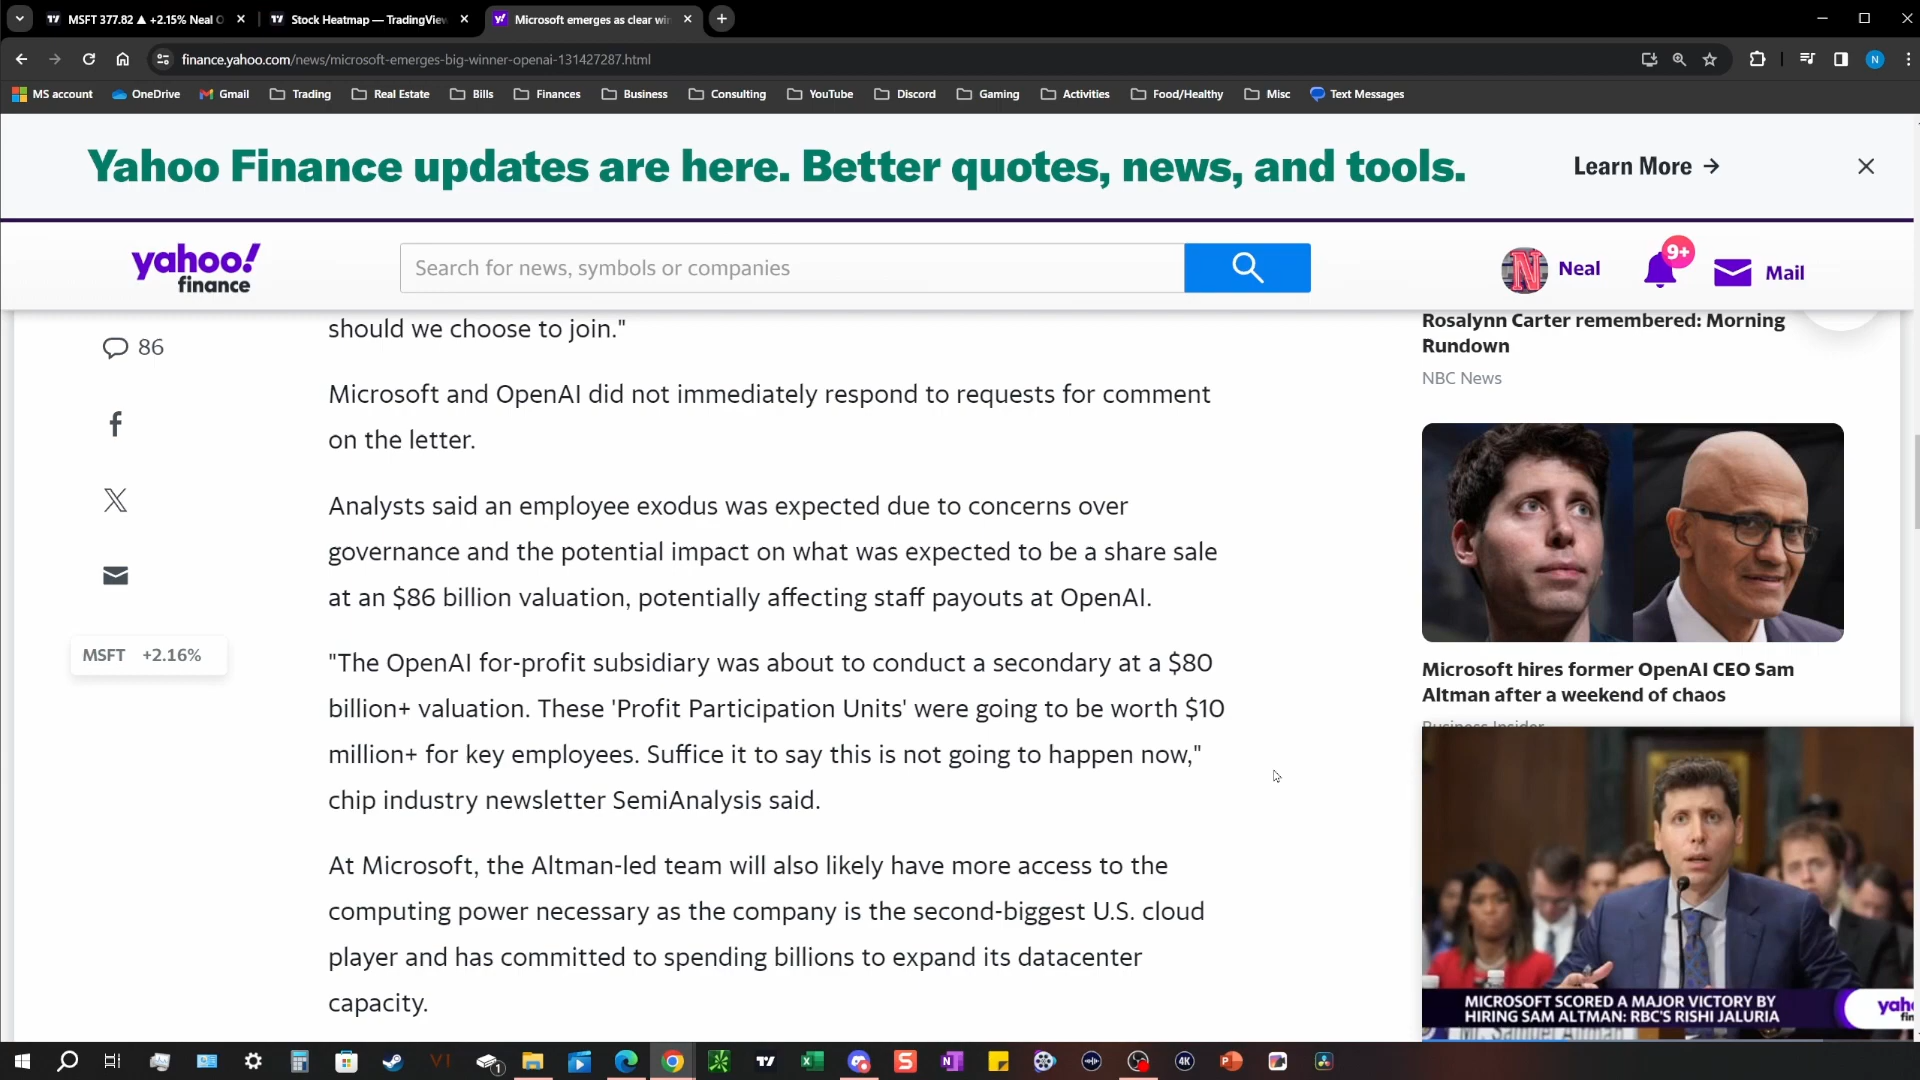 MSFT 377.82 ▲ +2.15% Neal O
Stock Heatmap — TradingView
Microsoft emerges as clear wi
finance.yahoo.com/news/microsoft-emerges-big-winner-openai-131427287.html
N
MS account
OneDrive
Gmail
Trading
Real Estate
Bills
Finances
Business
Consulting
YouTube
Discord
Gaming
Activities
Food/Healthy
Misc
Text Messages
Yahoo Finance updates are here. Better quotes, news, and tools.
Learn More →
yahoo!
finance
Search for news, symbols or companies
N
Neal
9+
Mail
86
MSFT +2.16%
should we choose to join."
Microsoft and OpenAI did not immediately respond to requests for comment
on the letter.
Analysts said an employee exodus was expected due to concerns over
governance and the potential impact on what was expected to be a share sale
at an $86 billion valuation, potentially affecting staff payouts at OpenAI.
"The OpenAI for-profit subsidiary was about to conduct a secondary at a $80
billion+ valuation. These 'Profit Participation Units' were going to be worth $10
million+ for key employees. Suffice it to say this is not going to happen now,"
chip industry newsletter SemiAnalysis said.
At Microsoft, the Altman-led team will also likely have more access to the
computing power necessary as the company is the second-biggest U.S. cloud
player and has committed to spending billions to expand its datacenter
capacity.
Rosalynn Carter remembered: Morning
Rundown
NBC News
Microsoft hires former OpenAI CEO Sam
Altman after a weekend of chaos
Business Insider
MICROSOFT SCORED A MAJOR VICTORY BY
HIRING SAM ALTMAN: RBC'S RISHI JALURIA
yah
fin